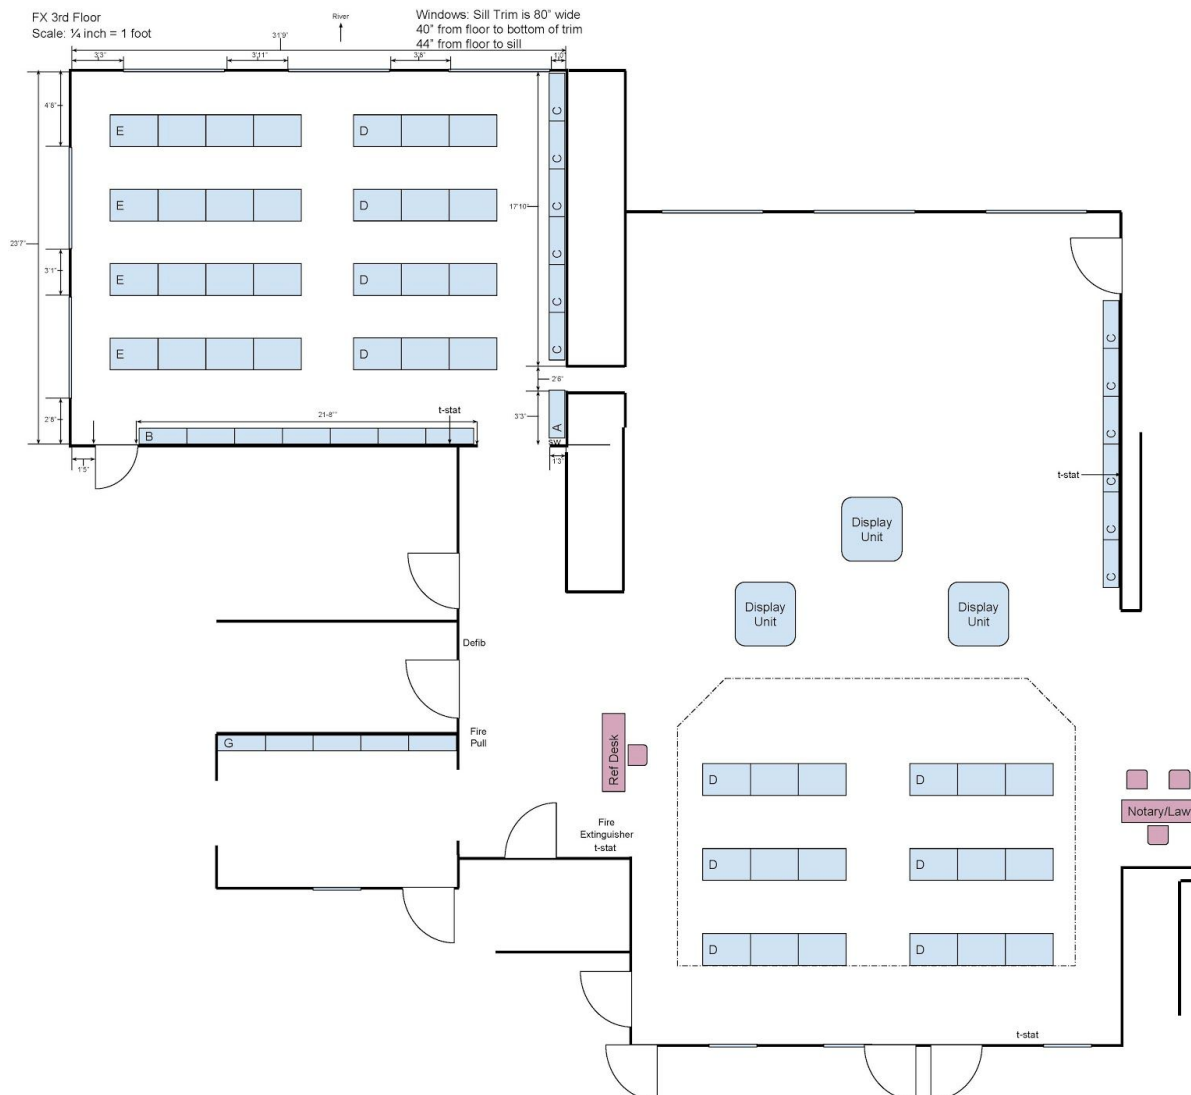 FX 3rd Floor
Scale: ¼ inch = 1 foot
River
Windows: Sill Trim is 80" wide
40" from floor to bottom of trim
44" from floor to sill
31'9"
3'3"
3'11"
3'8"
1'0"
4'8"
E
D
C
C
E
D
C
17'10"
23'7"
C
3'1"
E
D
C
E
D
C
2'6"
2'8"
21-8"
t-stat
3'3"
A
B
SW
1'5"
1'3"
C
C
C
C
t-stat
C
C
Display
Unit
Display
Unit
Display
Unit
Defib
Fire
Pull
G
Ref Desk
D
D
Notary/Law
Fire
Extinguisher
t-stat
D
D
D
D
t-stat